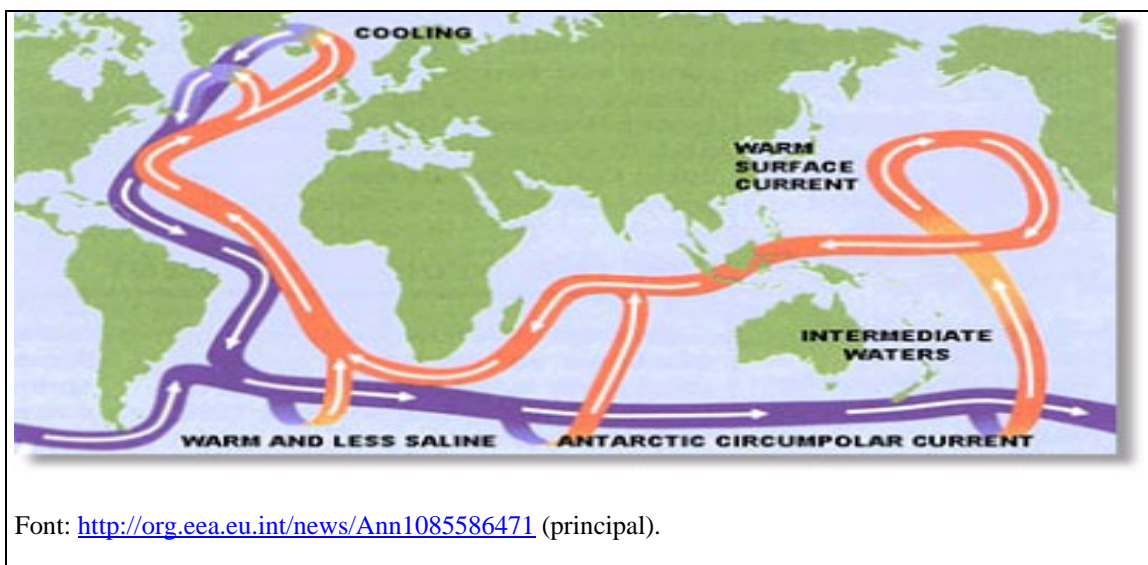 COOLING
WARM
SURFACE
CURRENT
INTERMEDIATE
WATERS
WARM AND LESS SALINE
ANTARCTIC CIRCUMPOLAR CURRENT
Font: http://org.eea.eu.int/news/Ann1085586471 (principal).